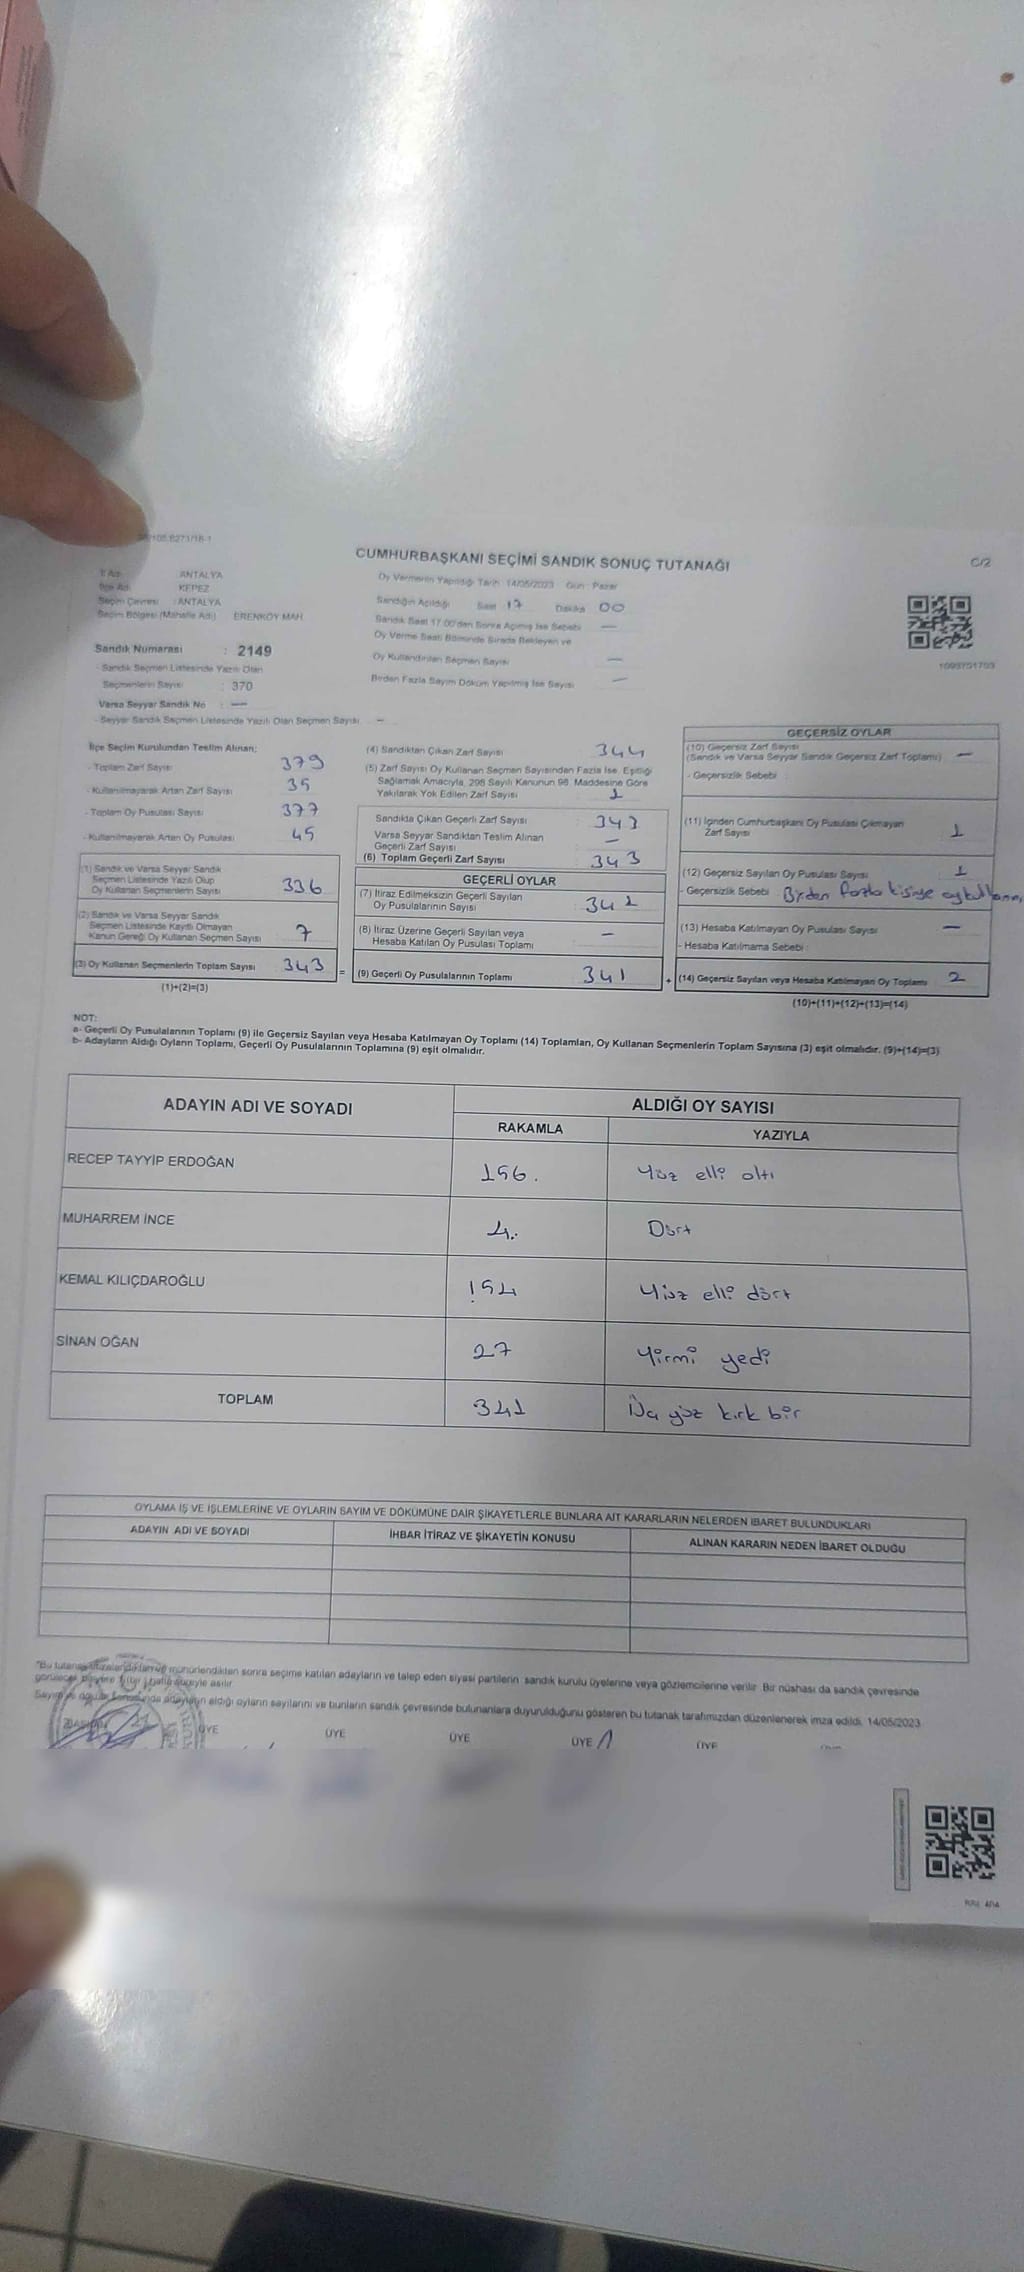 CUMHURBAŞKANI SEÇİMİ SANDIK SONUÇ TUTANAĞI
C/2
İl Adı : ANTALYA
İlçe Adı : KEPEZ
Seçim Çevresi : ANTALYA
Seçim Bölgesi (Mahalle Adı) ERENKÖY MAH.
Sandık Numarası : 2149
- Sandık Seçmen Listesinde Yazılı Olan
Seçmenlerin Sayısı : 370
Varsa Seyyar Sandık No : —
- Seyyar Sandık Seçmen Listesinde Yazılı Olan Seçmen Sayısı : —
Oy Vermenin Yapıldığı Tarih : 14/05/2023 Gün : Pazar
Sandığın Açıldığı Saat 17 Dakika 00
Sandık Saat 17:00'dan Sonra Açılmış İse Sebebi —
Oy Verme Saati Bitiminde Sırada Bekleyen ve
Oy Kullandırılan Seçmen Sayısı —
Birden Fazla Sayım Döküm Yapılmış İse Sayısı —
1093701703
İlçe Seçim Kurulundan Teslim Alınan;
- Toplam Zarf Sayısı : 379
- Kullanılmayarak Artan Zarf Sayısı : 35
- Toplam Oy Pusulası Sayısı : 377
- Kullanılmayarak Artan Oy Pusulası : 45
(1) Sandık ve Varsa Seyyar Sandık
Seçmen Listesinde Yazılı Olup
Oy Kullanan Seçmenlerin Sayısı : 336
(2) Sandık ve Varsa Seyyar Sandık
Seçmen Listesinde Kayıtlı Olmayan
Kanun Gereği Oy Kullanan Seçmen Sayısı : 7
(3) Oy Kullanan Seçmenlerin Toplam Sayısı : 343
(1)+(2)=(3)
(4) Sandıktan Çıkan Zarf Sayısı : 344
(5) Zarf Sayısı Oy Kullanan Seçmen Sayısından Fazla İse, Eşitliği
Sağlamak Amacıyla, 298 Sayılı Kanunun 98. Maddesine Göre
Yakılarak Yok Edilen Zarf Sayısı : 1
Sandıkta Çıkan Geçerli Zarf Sayısı : 343
Varsa Seyyar Sandıktan Teslim Alınan
Geçerli Zarf Sayısı : —
(6) Toplam Geçerli Zarf Sayısı : 343
GEÇERLİ OYLAR
(7) İtiraz Edilmeksizin Geçerli Sayılan
Oy Pusulalarının Sayısı : 341
(8) İtiraz Üzerine Geçerli Sayılan veya
Hesaba Katılan Oy Pusulası Toplamı : —
= (9) Geçerli Oy Pusulalarının Toplamı : 341
GEÇERSİZ OYLAR
(10) Geçersiz Zarf Sayısı
(Sandık ve Varsa Seyyar Sandık Geçersiz Zarf Toplamı) : —
- Geçersizlik Sebebi :
(11) İçinden Cumhurbaşkanı Oy Pusulası Çıkmayan
Zarf Sayısı : 1
(12) Geçersiz Sayılan Oy Pusulası Sayısı : 1
- Geçersizlik Sebebi : Birden fazla kişiye oy kullanımı
(13) Hesaba Katılmayan Oy Pusulası Sayısı : —
- Hesaba Katılmama Sebebi :
+ (14) Geçersiz Sayılan veya Hesaba Katılmayan Oy Toplamı : 2
(10)+(11)+(12)+(13)=(14)
NOT:
a- Geçerli Oy Pusulalarının Toplamı (9) ile Geçersiz Sayılan veya Hesaba Katılmayan Oy Toplamı (14) Toplamları, Oy Kullanan Seçmenlerin Toplam Sayısına (3) eşit olmalıdır. (9)+(14)=(3)
b- Adayların Aldığı Oyların Toplamı, Geçerli Oy Pusulalarının Toplamına (9) eşit olmalıdır.
ADAYIN ADI VE SOYADI ALDIĞI OY SAYISI
RAKAMLA YAZIYLA
RECEP TAYYİP ERDOĞAN 156. Yüz elli altı
MUHARREM İNCE 4. Dört
KEMAL KILIÇDAROĞLU 154 Yüz elli dört
SİNAN OĞAN 27 Yirmi yedi
TOPLAM 341 Üç yüz kırk bir
OYLAMA İŞ VE İŞLEMLERİNE VE OYLARIN SAYIM VE DÖKÜMÜNE DAİR ŞİKAYETLERLE BUNLARA AİT KARARLARIN NELERDEN İBARET BULUNDUKLARI
ADAYIN ADI VE SOYADI İHBAR İTİRAZ VE ŞİKAYETİN KONUSU ALINAN KARARIN NEDEN İBARET OLDUĞU
"Bu tutanak imzalandıktan ve mühürlendikten sonra seçime katılan adayların ve talep eden siyasi partilerin sandık kurulu üyelerine veya gözlemcilerine verilir. Bir nüshası da sandık çevresinde
görülecek bir yere 1 (bir) hafta süreyle asılır.
Sayım ve döküm sonucunda adayların aldığı oyların sayılarını ve bunların sandık çevresinde bulunanlara duyurulduğunu gösteren bu tutanak tarafımızdan düzenlenerek imza edildi. 14/05/2023
BAŞKAN ÜYE ÜYE ÜYE ÜYE ÜYE